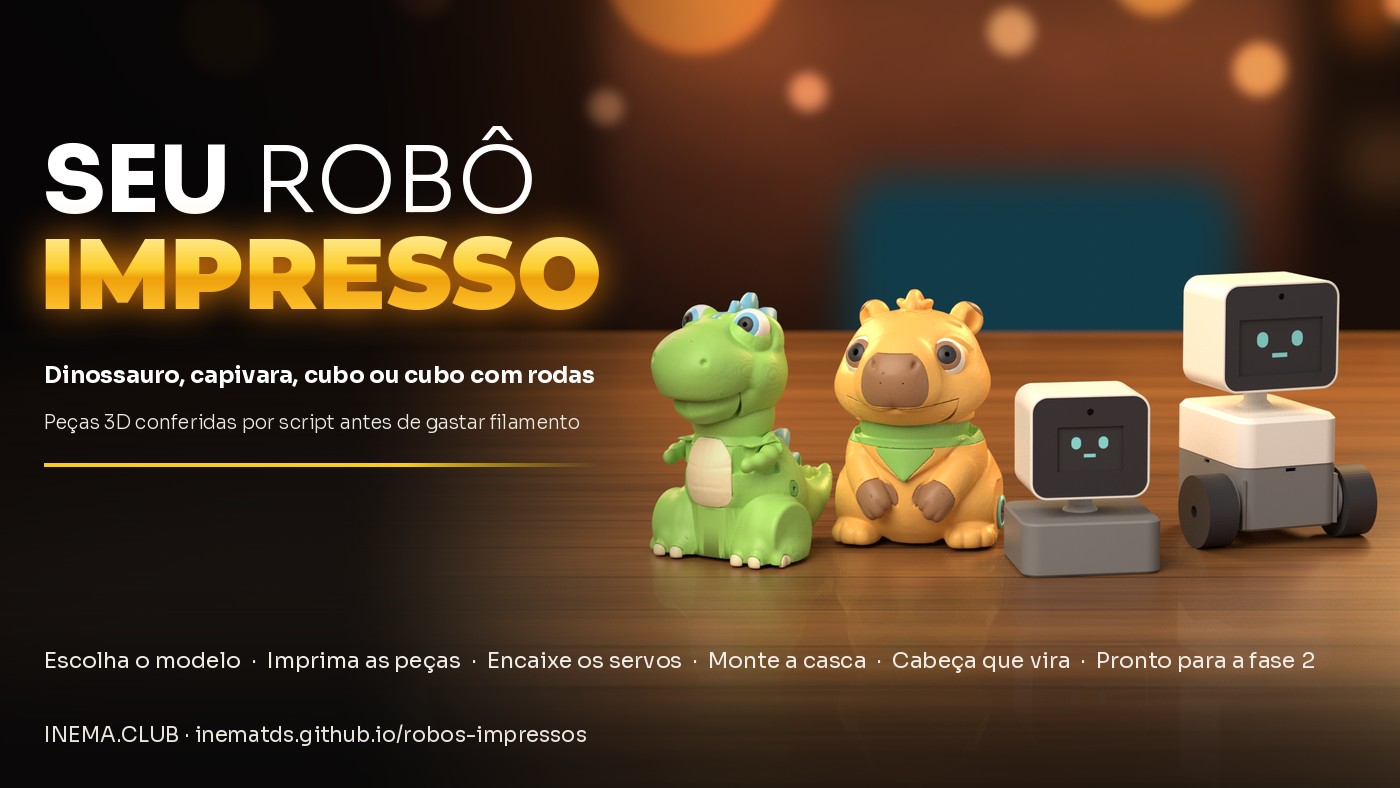 SEU ROBÔ
IMPRESSO
Dinossauro, capivara, cubo ou cubo com rodas
Peças 3D conferidas por script antes de gastar filamento
Escolha o modelo · Imprima as peças · Encaixe os servos · Monte a casca · Cabeça que vira · Pronto para a fase 2
INEMA.CLUB · inematds.github.io/robos-impressos